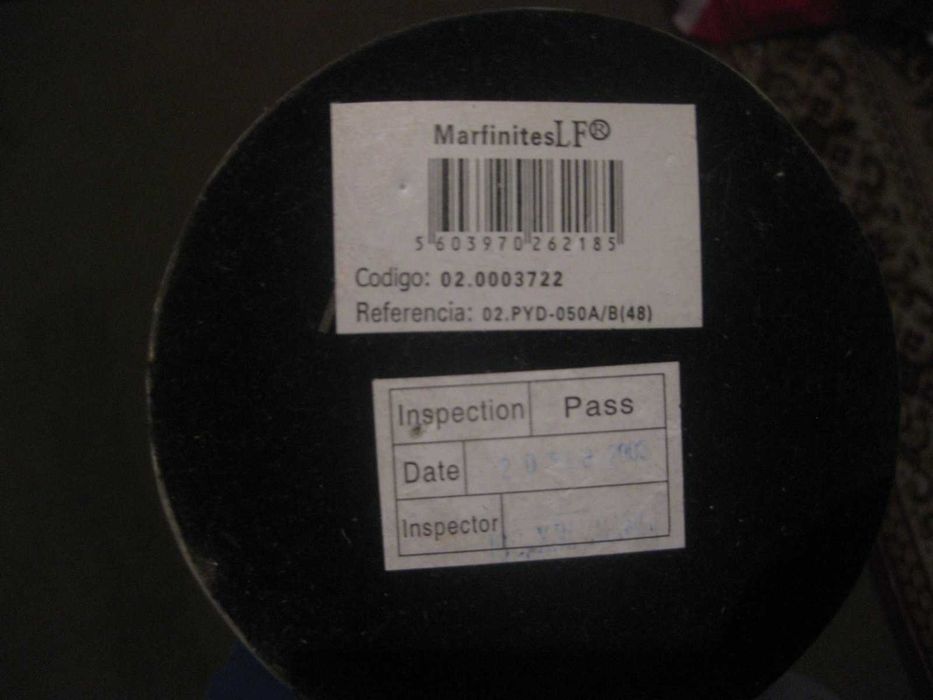 MarfinitesLF®
5 603970 262185
Codigo: 02.0003722
Referencia: 02.PYD-050A/B(48)
Inspection Pass
Date
Inspector